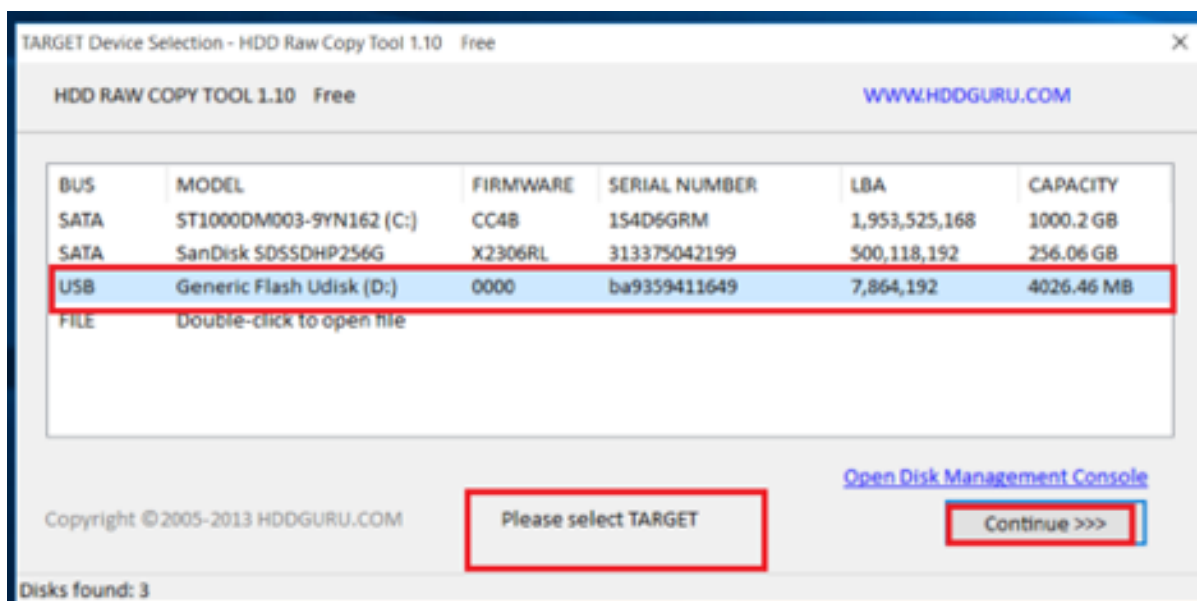 TARGET Device Selection - HDD Raw Copy Tool 1.10 Free
HDD RAW COPY TOOL 1.10 Free WWW.HDDGURU.COM
BUS MODEL FIRMWARE SERIAL NUMBER LBA CAPACITY
SATA ST1000DM003-9YN162 (C:) CC4B 1S4D6GRM 1,953,525,168 1000.2 GB
SATA SanDisk SDSSDHP256G X2306RL 313375042199 500,118,192 256.06 GB
USB Generic Flash Udisk (D:) 0000 ba9359411649 7,864,192 4026.46 MB
FILE Double-click to open file
Open Disk Management Console
Copyright ©2005-2013 HDDGURU.COM Please select TARGET Continue >>>
Disks found: 3